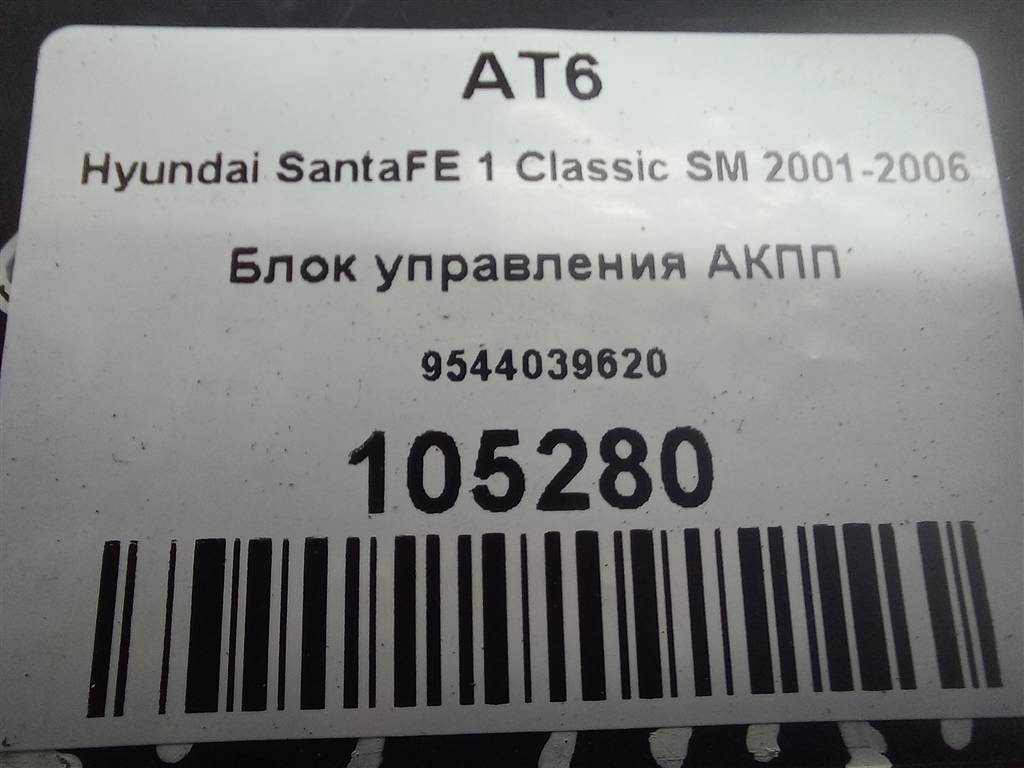 AT6
Hyundai SantaFE 1 Classic SM 2001-2006
Блок управления АКПП
9544039620
105280